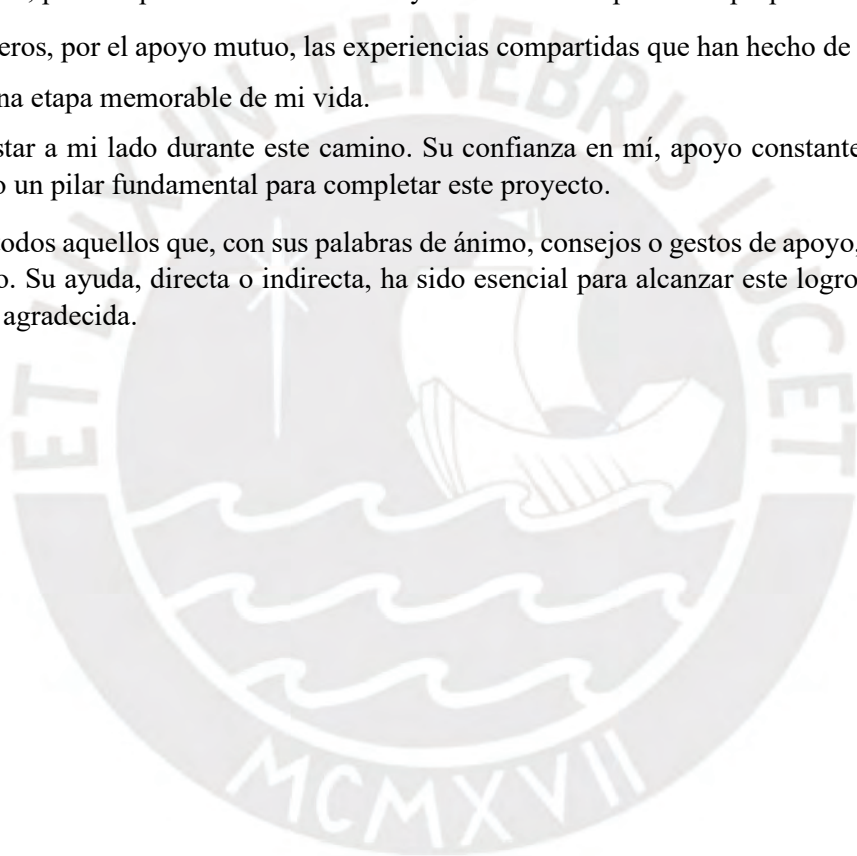 eros, por el apoyo mutuo, las experiencias compartidas que han hecho de
na etapa memorable de mi vida.
star a mi lado durante este camino. Su confianza en mí, apoyo constante
o un pilar fundamental para completar este proyecto.
odos aquellos que, con sus palabras de ánimo, consejos o gestos de apoyo,
o. Su ayuda, directa o indirecta, ha sido esencial para alcanzar este logro
agradecida.
ET LUX IN TENEBRIS LUCET
MCMXVII